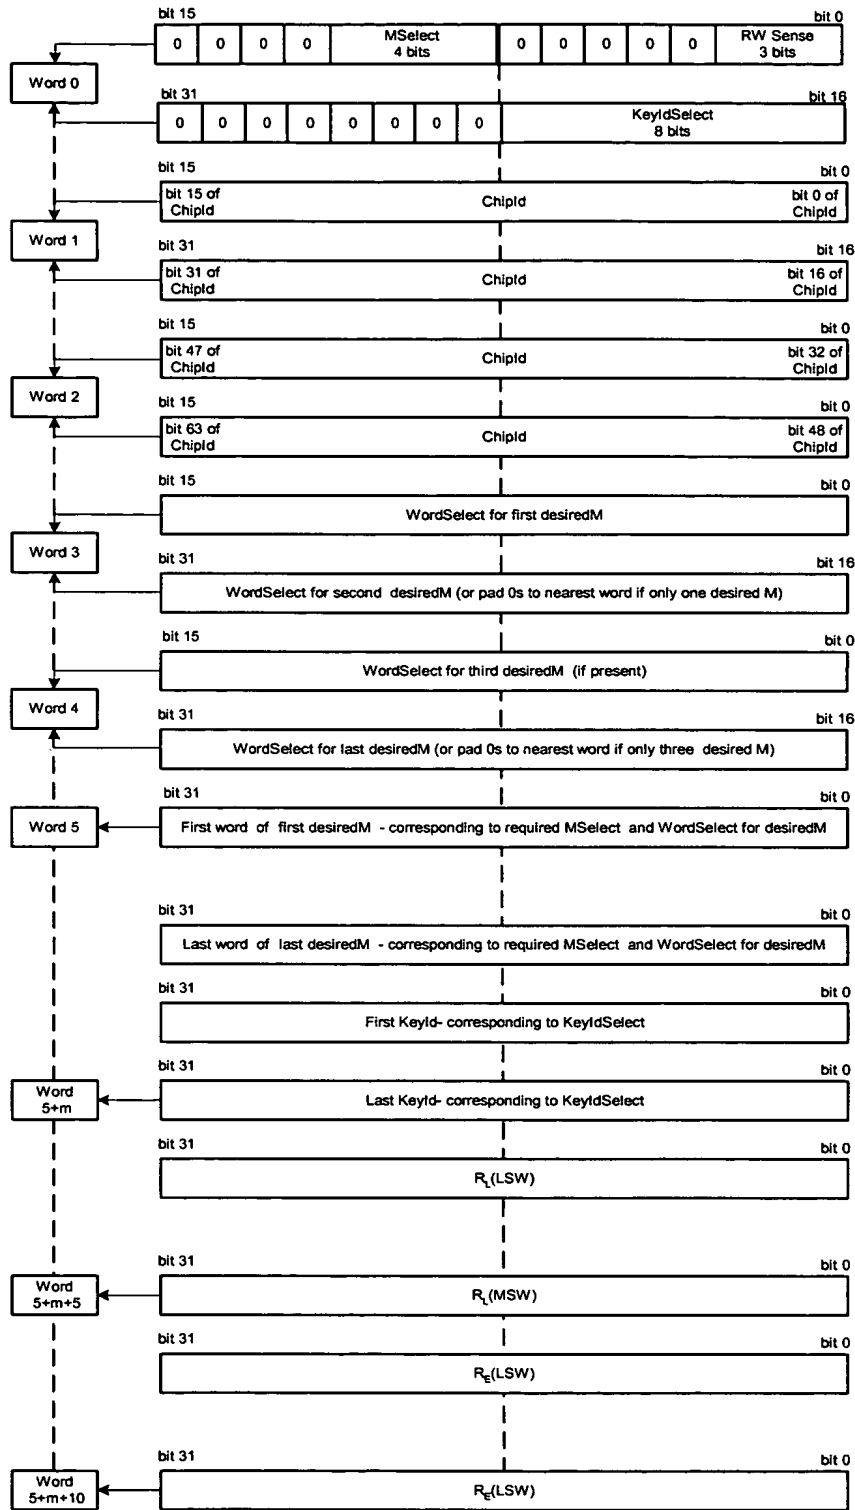 bit 15 bit 0
0 0 0 0 MSelect 4 bits 0 0 0 0 0 RW Sense 3 bits
Word 0
bit 31 bit 16
0 0 0 0 0 0 0 0 KeyIdSelect 8 bits
bit 15 bit 0
bit 15 of ChipId ChipId bit 0 of ChipId
Word 1
bit 31 bit 16
bit 31 of ChipId ChipId bit 16 of ChipId
bit 15 bit 0
bit 47 of ChipId ChipId bit 32 of ChipId
Word 2
bit 15 bit 0
bit 63 of ChipId ChipId bit 48 of ChipId
bit 15 bit 0
WordSelect for first desiredM
Word 3
bit 31 bit 16
WordSelect for second desiredM (or pad 0s to nearest word if only one desired M)
bit 15 bit 0
WordSelect for third desiredM (if present)
Word 4
bit 31 bit 16
WordSelect for last desiredM (or pad 0s to nearest word if only three desired M)
bit 31 bit 0
Word 5 First word of first desiredM - corresponding to required MSelect and WordSelect for desiredM
bit 31 bit 0
Last word of last desiredM - corresponding to required MSelect and WordSelect for desiredM
bit 31 bit 0
First KeyId- corresponding to KeyIdSelect
bit 31 bit 0
Word 5+m Last KeyId- corresponding to KeyIdSelect
bit 31 bit 0
R_L(LSW)
bit 31 bit 0
Word 5+m+5 R_L(MSW)
bit 31 bit 0
R_E(LSW)
bit 31 bit 0
Word 5+m+10 R_E(LSW)